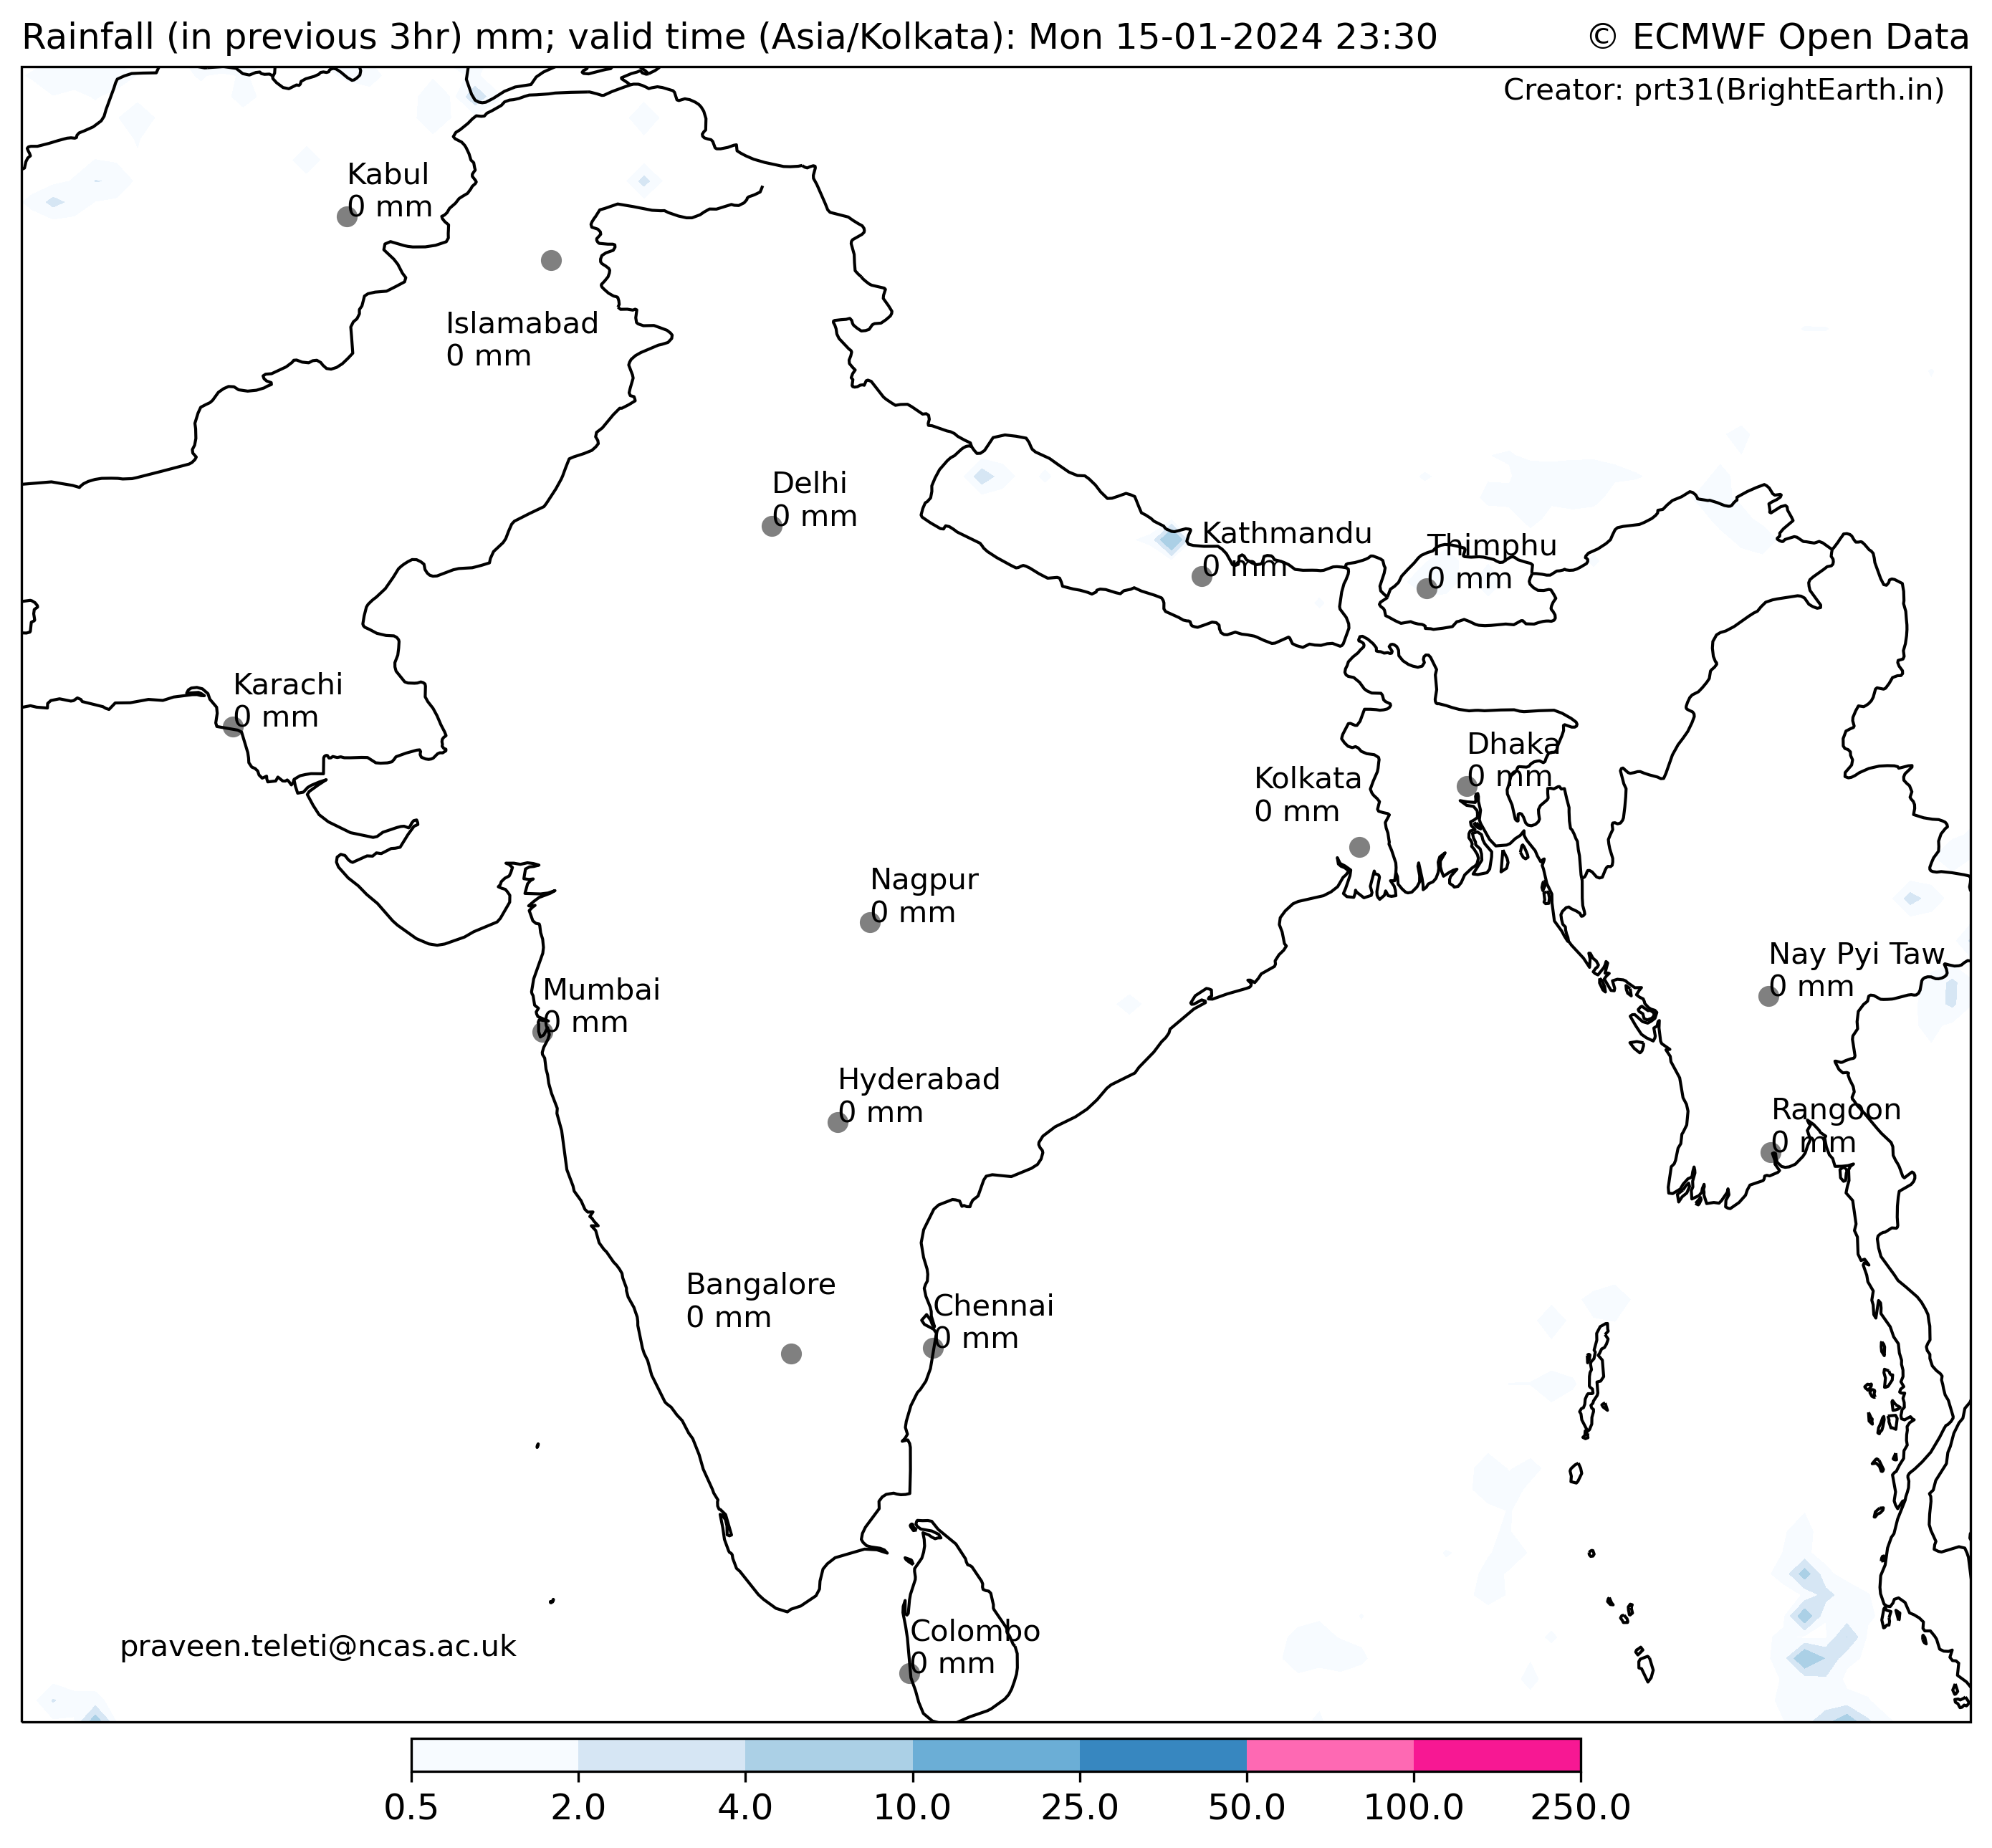 Rainfall (in previous 3hr) mm; valid time (Asia/Kolkata): Mon 15-01-2024 23:30
© ECMWF Open Data
Creator: prt31(BrightEarth.in)
Kabul
0 mm
Islamabad
0 mm
Delhi
0 mm
Kathmandu
0 mm
Thimphu
0 mm
Karachi
0 mm
Dhaka
0 mm
Kolkata
0 mm
Nagpur
0 mm
Nay Pyi Taw
0 mm
Mumbai
0 mm
Hyderabad
0 mm
Rangoon
0 mm
Bangalore
0 mm
Chennai
0 mm
Colombo
0 mm
praveen.teleti@ncas.ac.uk
0.5 2.0 4.0 10.0 25.0 50.0 100.0 250.0